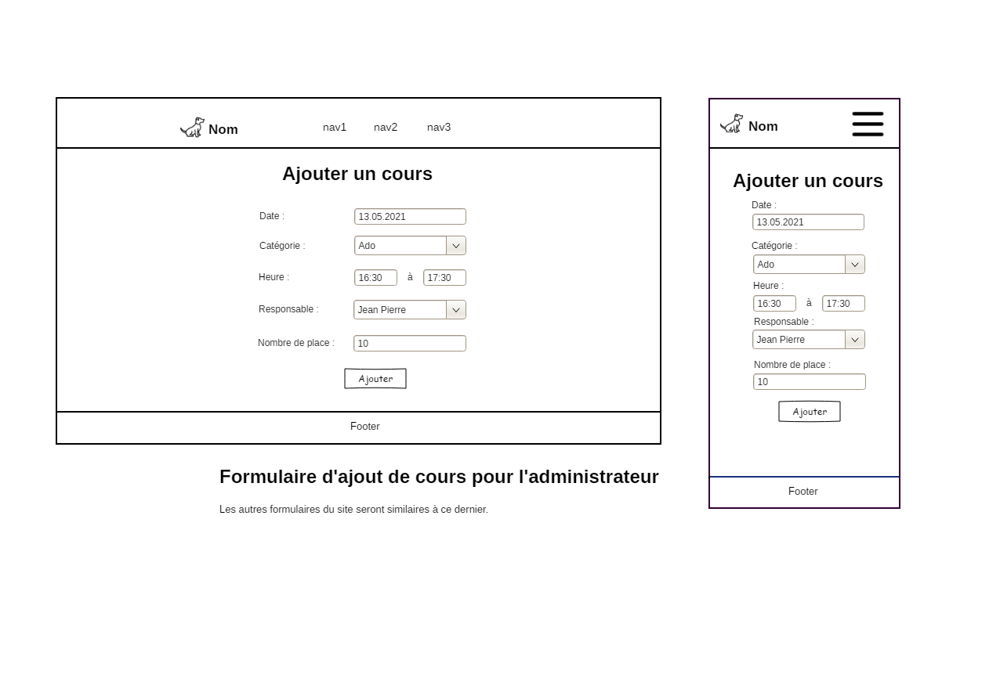 Nom nav1 nav2 nav3
Ajouter un cours
Date : 13.05.2021
Catégorie : Ado
Heure : 16:30 à 17:30
Responsable : Jean Pierre
Nombre de place : 10
Ajouter
Footer
Formulaire d'ajout de cours pour l'administrateur
Les autres formulaires du site seront similaires à ce dernier.
Nom
Ajouter un cours
Date :
13.05.2021
Catégorie :
Ado
Heure :
16:30 à 17:30
Responsable :
Jean Pierre
Nombre de place :
10
Ajouter
Footer